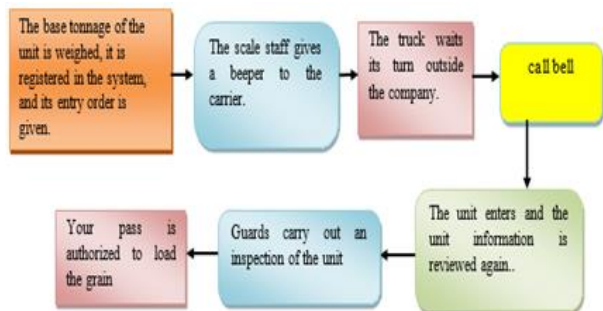 The base tonnage of the
unit is weighed, it is
registered in the system,
and its entry order is
given.
The scale staff gives
a beeper to the
carrier.
The truck waits
its turn outside
the company.
call bell
The unit enters and the
unit information is
reviewed again..
Guards carry out an
inspection of the unit
Your pass is
authorized to load
the grain